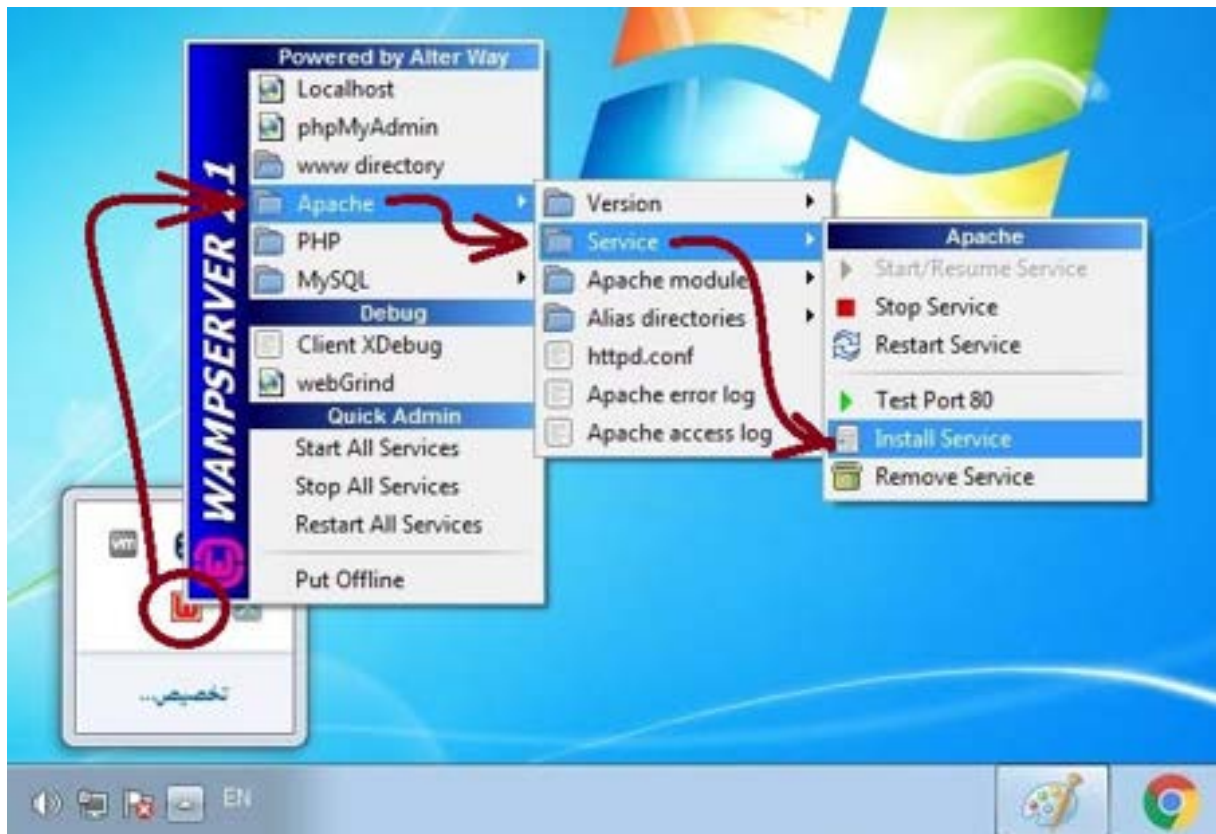 Powered by Alter Way
Localhost
phpMyAdmin
www directory
Apache
PHP
MySQL
Debug
Client XDebug
webGrind
Quick Admin
Start All Services
Stop All Services
Restart All Services
Put Offline
WAMPSERVER 2.1
Version
Service
Apache module
Alias directories
httpd.conf
Apache error log
Apache access log
Apache
Start/Resume Service
Stop Service
Restart Service
Test Port 80
Install Service
Remove Service
vm
تخصيص...
EN